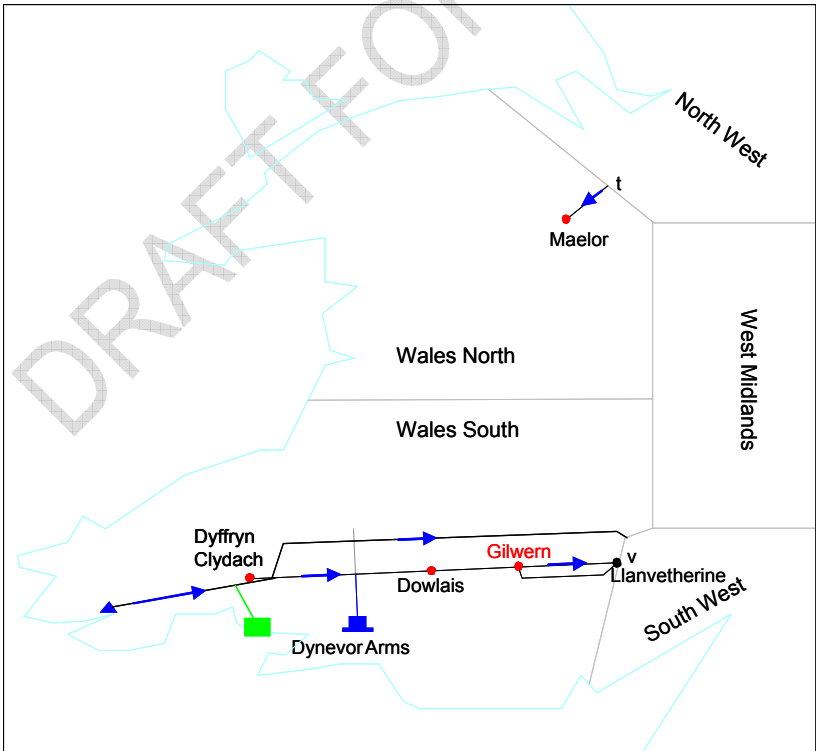 DRAFT FO
North West
t
Maelor
West Midlands
Wales North
Wales South
Dyffryn
Clydach
Gilwern
v
Dowlais
Llanvetherine
South West
Dynevor Arms